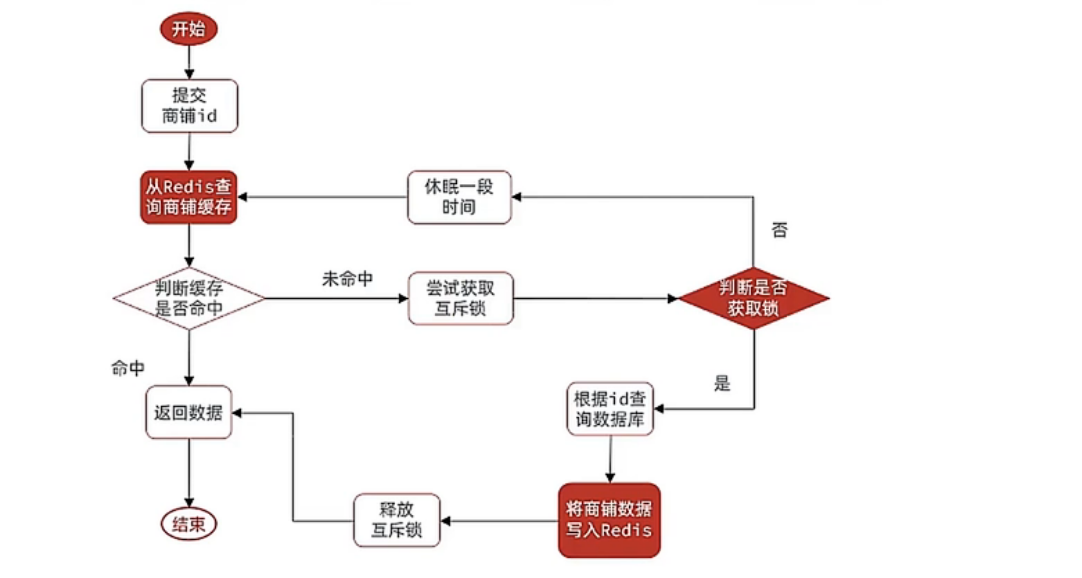 开始
提交
商铺id
从Redis查
询商铺缓存
休眠一段
时间
否
判断缓存
是否命中
未命中
尝试获取
互斥锁
判断是否
获取锁
命中
是
返回数据
根据id查
询数据库
将商铺数据
写入Redis
释放
互斥锁
结束